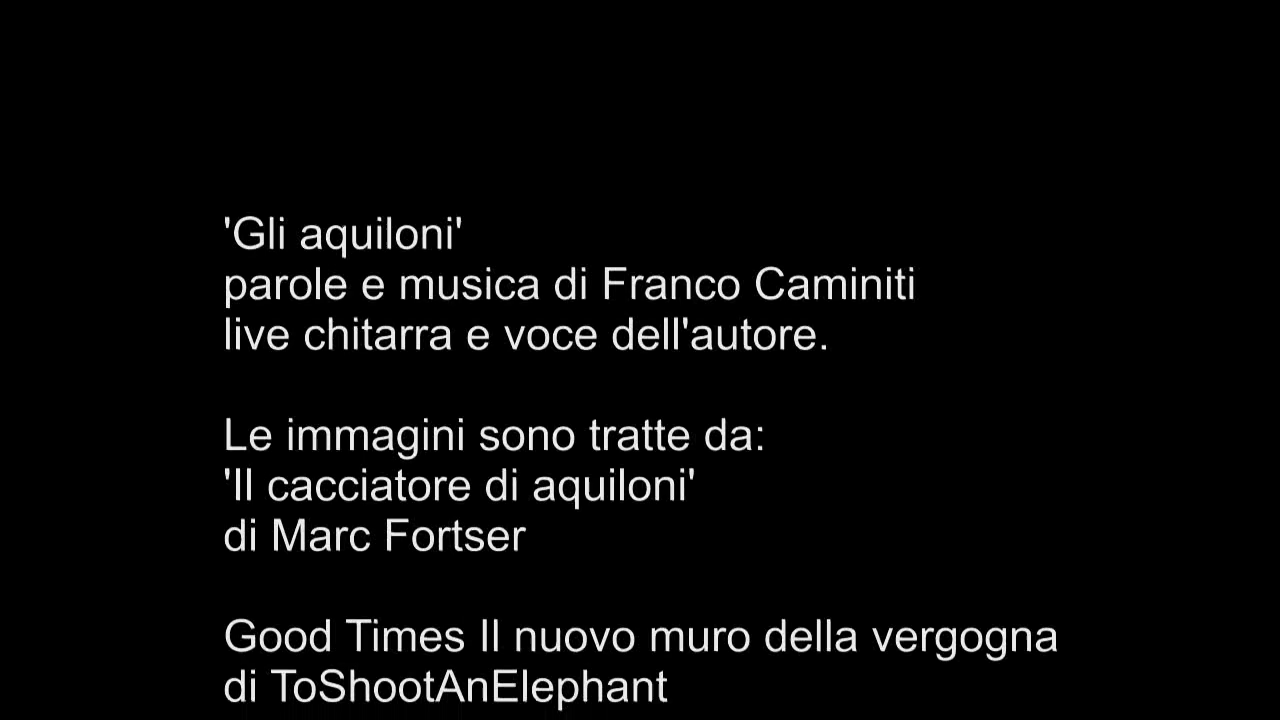 'Gli aquiloni'
parole e musica di Franco Caminiti
live chitarra e voce dell'autore.
Le immagini sono tratte da:
'Il cacciatore di aquiloni'
di Marc Fortser
Good Times Il nuovo muro della vergogna
di ToShootAnElephant